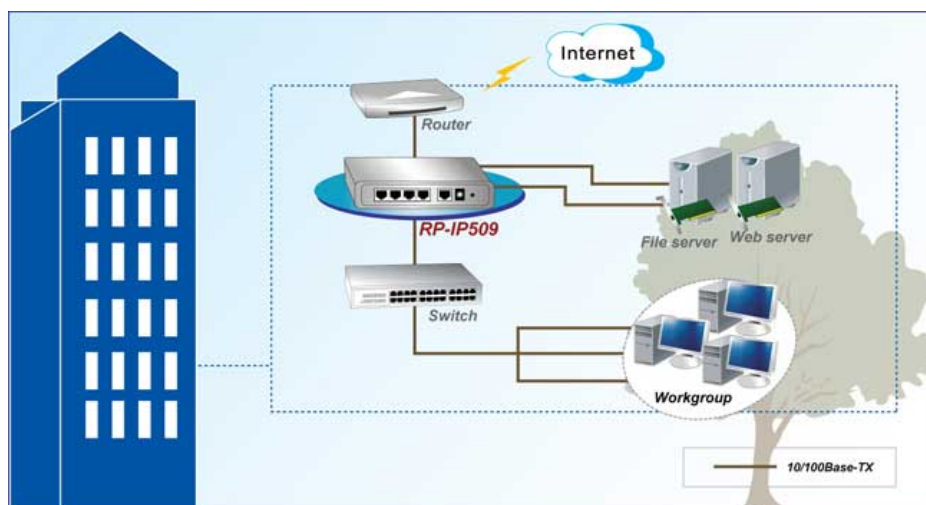 Internet
Router
RP-IP509
File server
Web server
Switch
Workgroup
10/100Base-TX